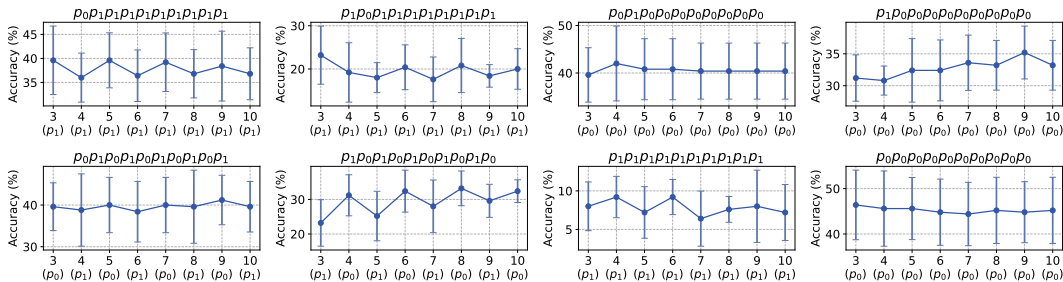 p₀p₁p₁p₁p₁p₁p₁p₁p₁p₁
Accuracy (%)
45
40
35
3 4 5 6 7 8 9 10
(p₁) (p₁) (p₁) (p₁) (p₁) (p₁) (p₁) (p₁)
p₁p₀p₁p₁p₁p₁p₁p₁p₁p₁
Accuracy (%)
30
20
3 4 5 6 7 8 9 10
(p₁) (p₁) (p₁) (p₁) (p₁) (p₁) (p₁) (p₁)
p₀p₁p₀p₀p₀p₀p₀p₀p₀p₀
Accuracy (%)
50
40
3 4 5 6 7 8 9 10
(p₀) (p₀) (p₀) (p₀) (p₀) (p₀) (p₀) (p₀)
p₁p₀p₀p₀p₀p₀p₀p₀p₀p₀
Accuracy (%)
35
30
3 4 5 6 7 8 9 10
(p₀) (p₀) (p₀) (p₀) (p₀) (p₀) (p₀) (p₀)
p₀p₁p₀p₁p₀p₁p₀p₁p₀p₁
Accuracy (%)
40
30
3 4 5 6 7 8 9 10
(p₀) (p₁) (p₀) (p₁) (p₀) (p₁) (p₀) (p₁)
p₁p₀p₁p₀p₁p₀p₁p₀p₁p₀
Accuracy (%)
30
20
3 4 5 6 7 8 9 10
(p₁) (p₀) (p₁) (p₀) (p₁) (p₀) (p₁) (p₀)
p₁p₁p₁p₁p₁p₁p₁p₁p₁p₁
Accuracy (%)
10
5
3 4 5 6 7 8 9 10
(p₁) (p₁) (p₁) (p₁) (p₁) (p₁) (p₁) (p₁)
p₀p₀p₀p₀p₀p₀p₀p₀p₀p₀
Accuracy (%)
50
40
3 4 5 6 7 8 9 10
(p₀) (p₀) (p₀) (p₀) (p₀) (p₀) (p₀) (p₀)